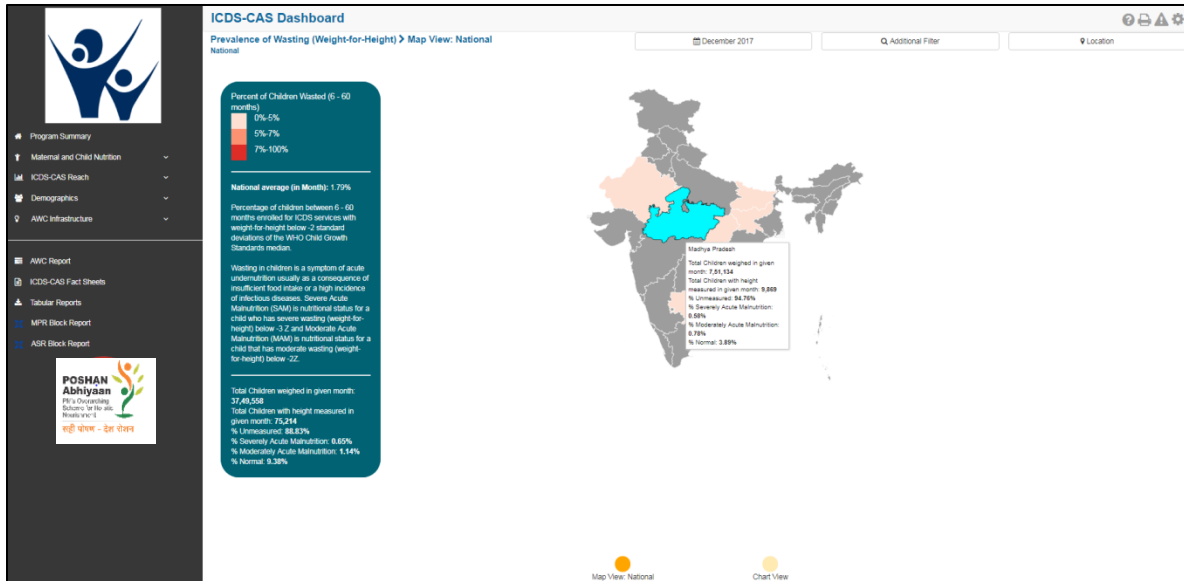 ICDS-CAS Dashboard
Prevalence of Wasting (Weight-for-Height) > Map View: National
National
December 2017
Additional Filter
Location
Program Summary
Maternal and Child Nutrition
ICDS-CAS Reach
Demographics
AWC Infrastructure
AWC Report
ICDS-CAS Fact Sheets
Tabular Reports
MPR Block Report
ASR Block Report
POSHAN
Abhiyaan
PM's Overarching
Scheme for Holistic
Nourishment
सही पोषण - देश रोशन
Percent of Children Wasted (6 - 60
months)
0%-5%
5%-7%
7%-100%
National average (in Month): 1.79%
Percentage of children between 6 - 60
months enrolled for ICDS services with
weight-for-height below -2 standard
deviations of the WHO Child Growth
Standards median.
Wasting in children is a symptom of acute
undernutrition usually as a consequence of
insufficient food intake or a high incidence
of infectious diseases. Severe Acute
Malnutrition (SAM) is nutritional status for a
child who has severe wasting (weight-for-
height) below -3 Z and Moderate Acute
Malnutrition (MAM) is nutritional status for a
child that has moderate wasting (weight-
for-height) below -2Z.
Total Children weighed in given month:
37,49,558
Total Children with height measured in
given month: 75,214
% Unmeasured: 88.83%
% Severely Acute Malnutrition: 0.65%
% Moderately Acute Malnutrition: 1.14%
% Normal: 9.38%
Madhya Pradesh
Total Children weighed in given
month: 7,51,134
Total Children with height
measured in given month: 9,869
% Unmeasured: 94.76%
% Severely Acute Malnutrition:
0.58%
% Moderately Acute Malnutrition:
0.78%
% Normal: 3.89%
Map View: National
Chart View